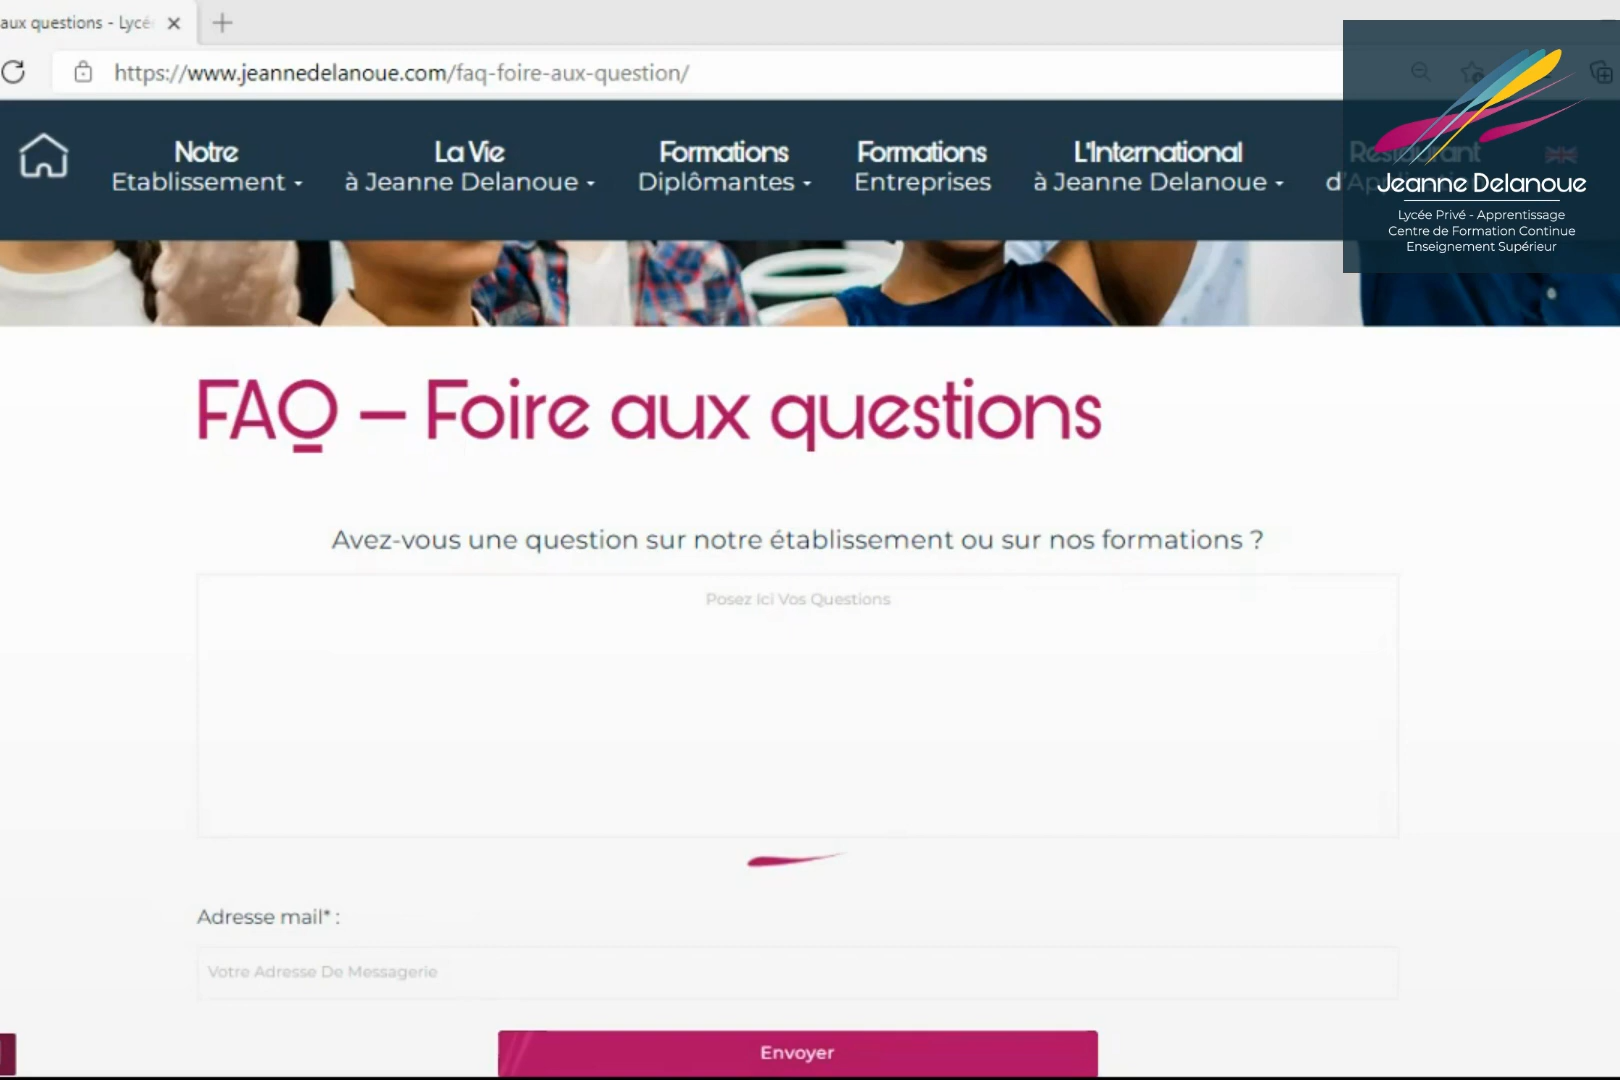 aux questions - Lycé
https://www.jeannedelanoue.com/faq-foire-aux-question/
Notre
Etablissement
La Vie
à Jeanne Delanoue
Formations
Diplômantes
Formations
Entreprises
L'International
à Jeanne Delanoue
Restaurant
Jeanne Delanoue
Lycée Privé - Apprentissage
Centre de Formation Continue
Enseignement Supérieur
FAQ – Foire aux questions
Avez-vous une question sur notre établissement ou sur nos formations ?
Posez Ici Vos Questions
Adresse mail* :
Votre Adresse De Messagerie
Envoyer